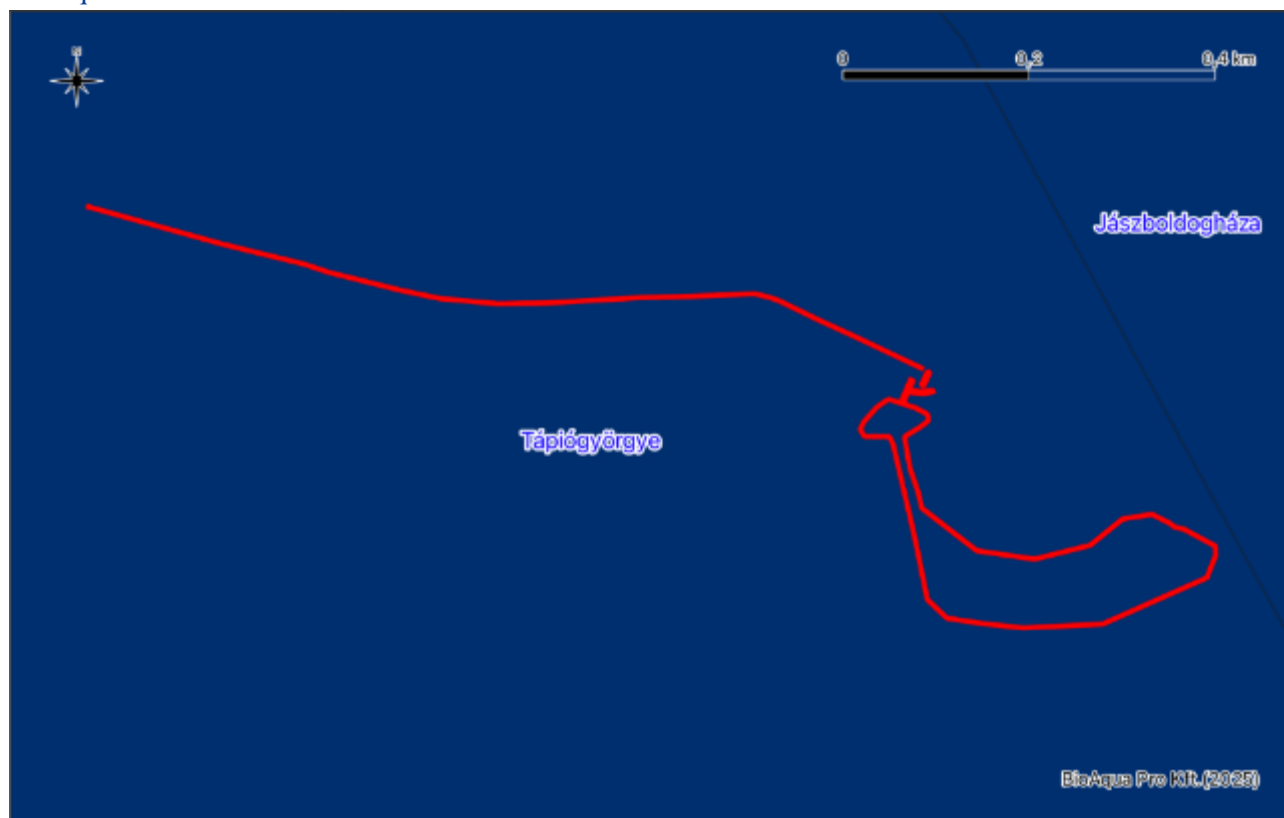 N
0 0,2 0,4 km
Jászboldogháza
Tápiógyörgye
BioAqua Pro Kft.(2025)